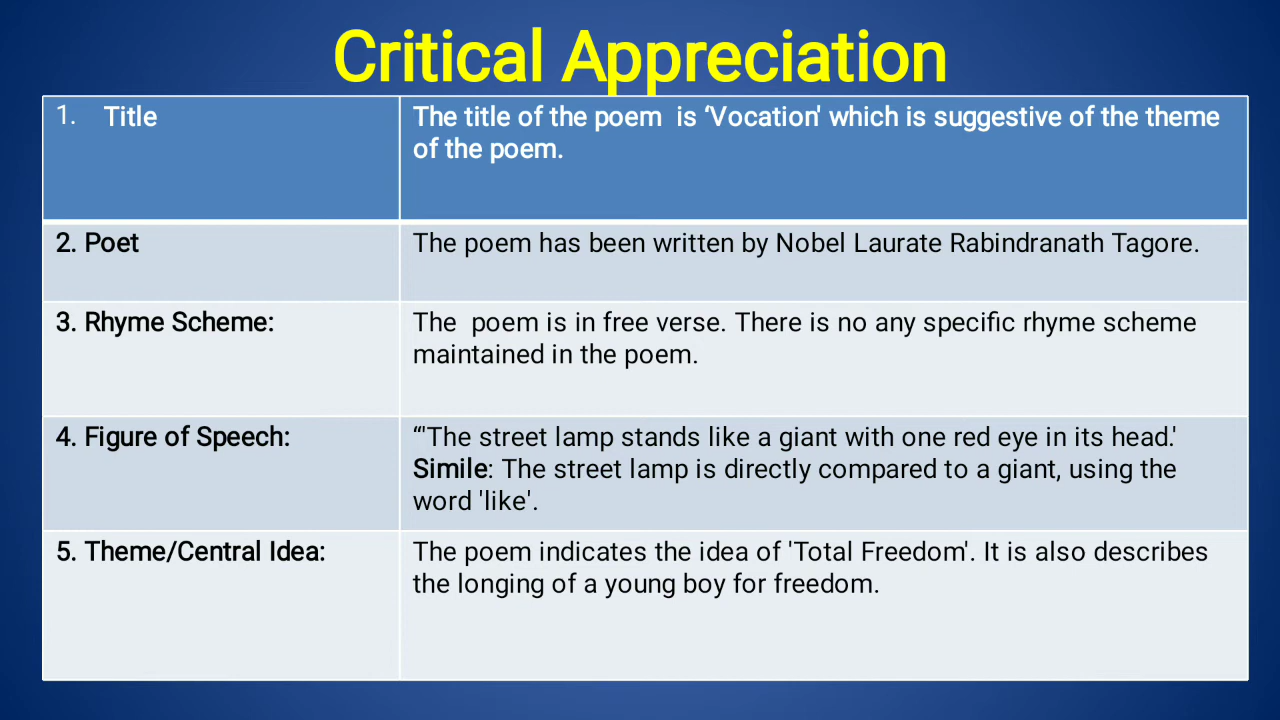 Critical Appreciation
1. Title
The title of the poem  is ‘Vocation' which is suggestive of the theme
of the poem.
2. Poet
The poem has been written by Nobel Laurate Rabindranath Tagore.
3. Rhyme Scheme:
The  poem is in free verse. There is no any specific rhyme scheme
maintained in the poem.
4. Figure of Speech:
“'The street lamp stands like a giant with one red eye in its head.'
Simile: The street lamp is directly compared to a giant, using the
word 'like'.
5. Theme/Central Idea:
The poem indicates the idea of 'Total Freedom'. It is also describes
the longing of a young boy for freedom.